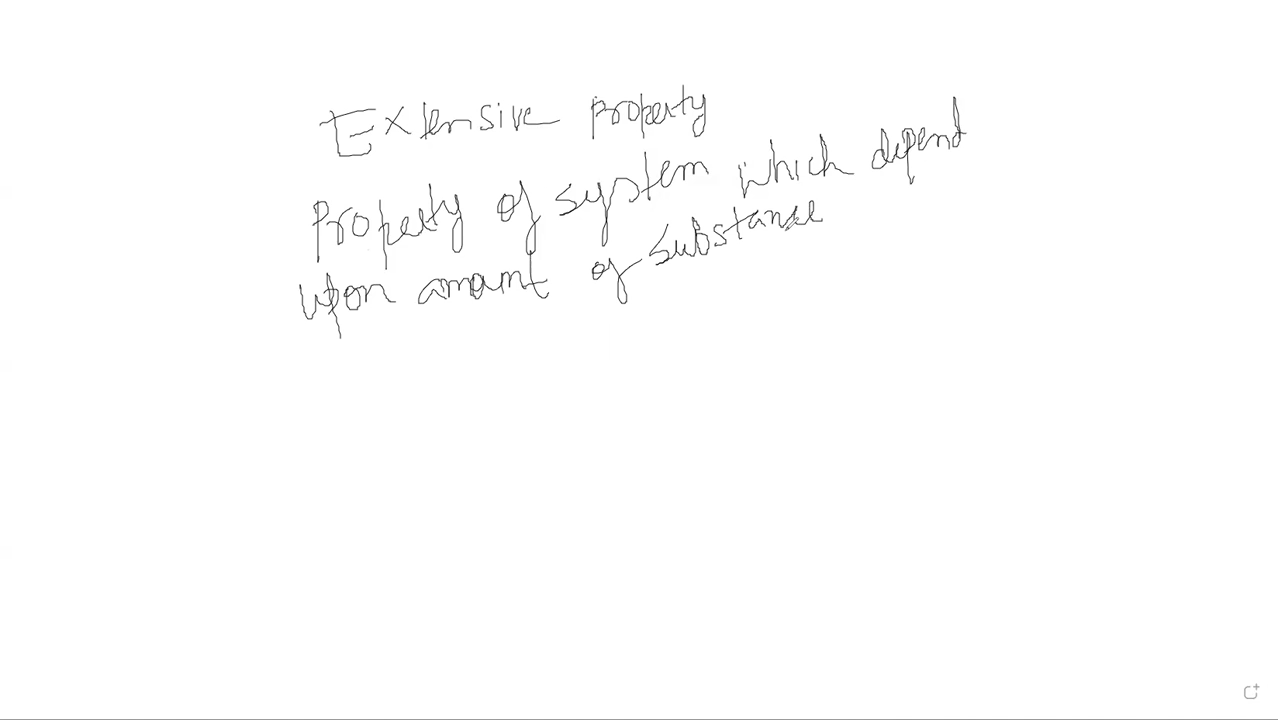 Extensive property
Property of system which depend
upon amount of substance